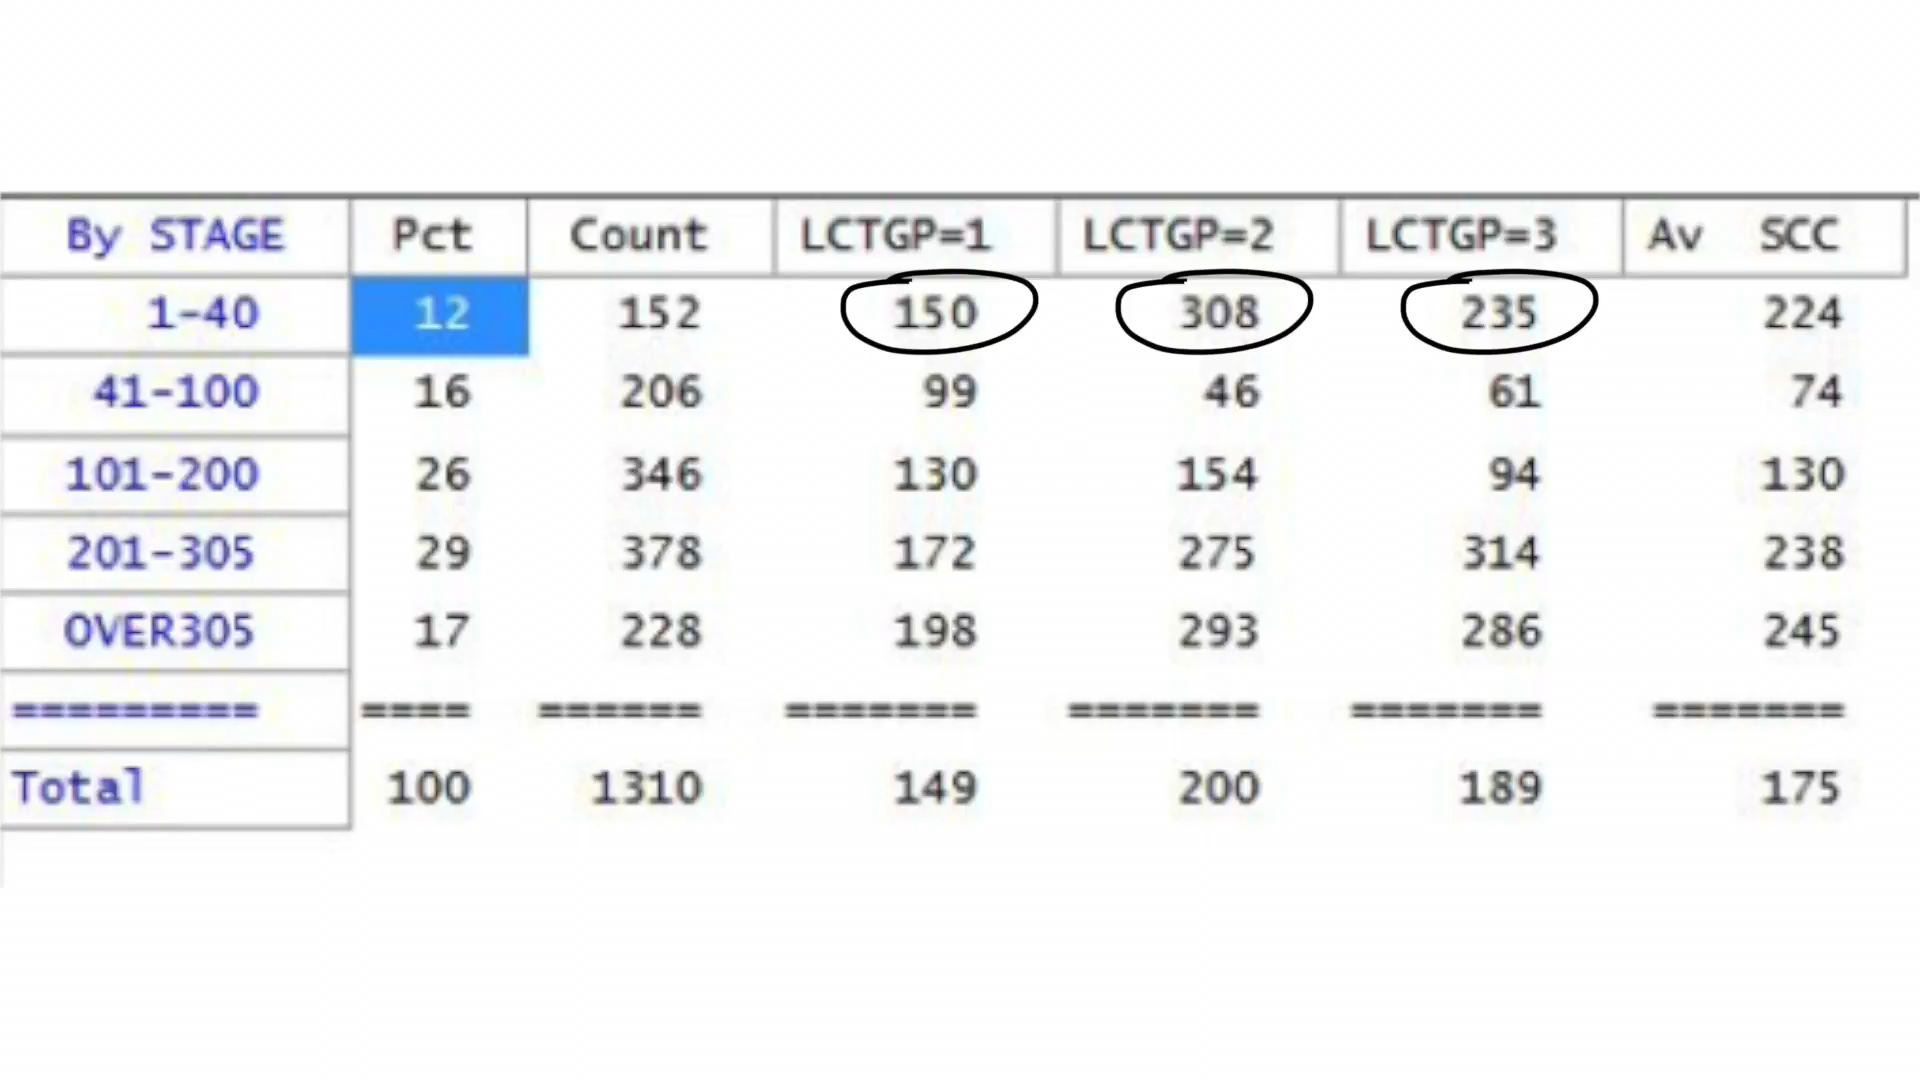 By STAGE Pct Count LCTGP=1 LCTGP=2 LCTGP=3 Av SCC
1-40 12 152 150 308 235 224
41-100 16 206 99 46 61 74
101-200 26 346 130 154 94 130
201-305 29 378 172 275 314 238
OVER305 17 228 198 293 286 245
========= ==== ====== ======= ======= ======= =======
Total 100 1310 149 200 189 175